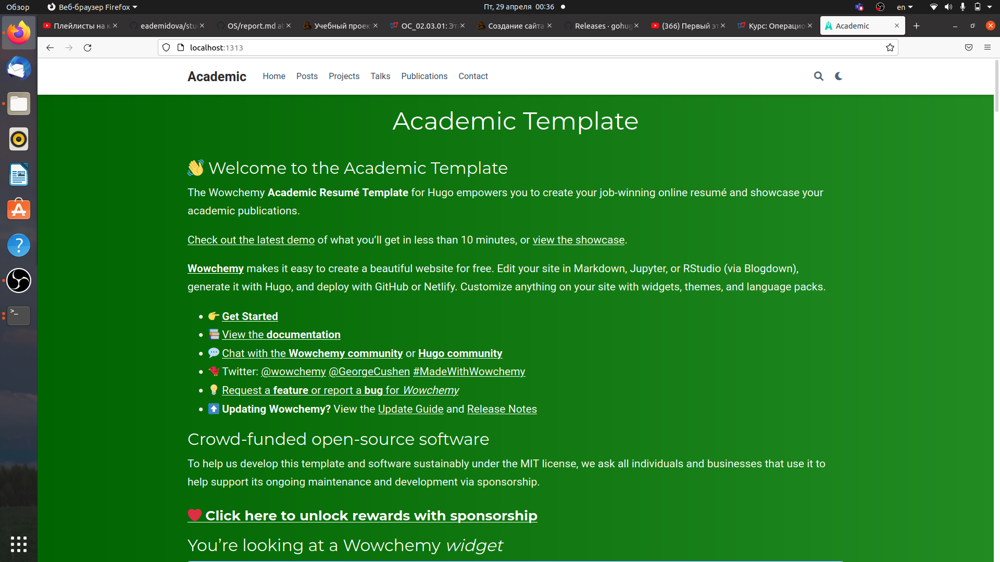 Обзор Веб-браузер Firefox Пт, 29 апреля 00:36 en
Плейлисты на к eademidova/stu OS/report.md at Учебный проек ОС_02.03.01: Эта Создание сайта Releases · gohug (366) Первый эт Курс: Операцио Academic
localhost:1313
Academic Home Posts Projects Talks Publications Contact
Academic Template
👋 Welcome to the Academic Template
The Wowchemy Academic Resumé Template for Hugo empowers you to create your job-winning online resumé and showcase your
academic publications.
Check out the latest demo of what you’ll get in less than 10 minutes, or view the showcase.
Wowchemy makes it easy to create a beautiful website for free. Edit your site in Markdown, Jupyter, or RStudio (via Blogdown),
generate it with Hugo, and deploy with GitHub or Netlify. Customize anything on your site with widgets, themes, and language packs.
• 👉 Get Started
• 📚 View the documentation
• 💬 Chat with the Wowchemy community or Hugo community
• 🐦 Twitter: @wowchemy @GeorgeCushen #MadeWithWowchemy
• 💡 Request a feature or report a bug for Wowchemy
• ⬆️ Updating Wowchemy? View the Update Guide and Release Notes
Crowd-funded open-source software
To help us develop this template and software sustainably under the MIT license, we ask all individuals and businesses that use it to
help support its ongoing maintenance and development via sponsorship.
❤️ Click here to unlock rewards with sponsorship
You’re looking at a Wowchemy widget